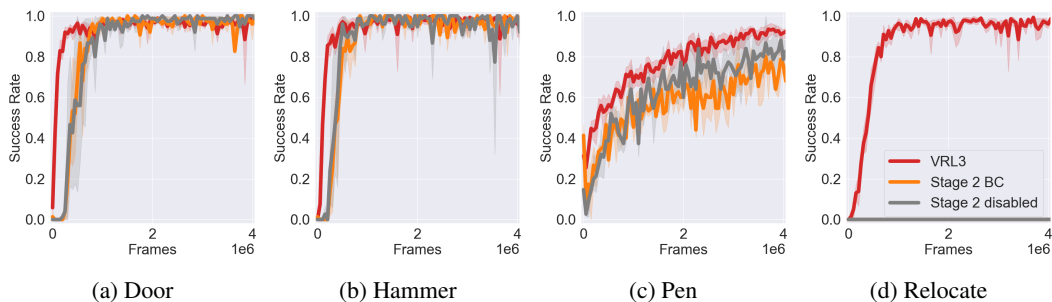 Success Rate
1.0
0.8
0.6
0.4
0.2
0.0
0
2
4
Frames
1e6
(a) Door
Success Rate
1.0
0.8
0.6
0.4
0.2
0.0
0
2
4
Frames
1e6
(b) Hammer
Success Rate
1.0
0.8
0.6
0.4
0.2
0.0
0
2
4
Frames
1e6
(c) Pen
Success Rate
1.0
0.8
0.6
0.4
0.2
0.0
VRL3
Stage 2 BC
Stage 2 disabled
0
2
4
Frames
1e6
(d) Relocate